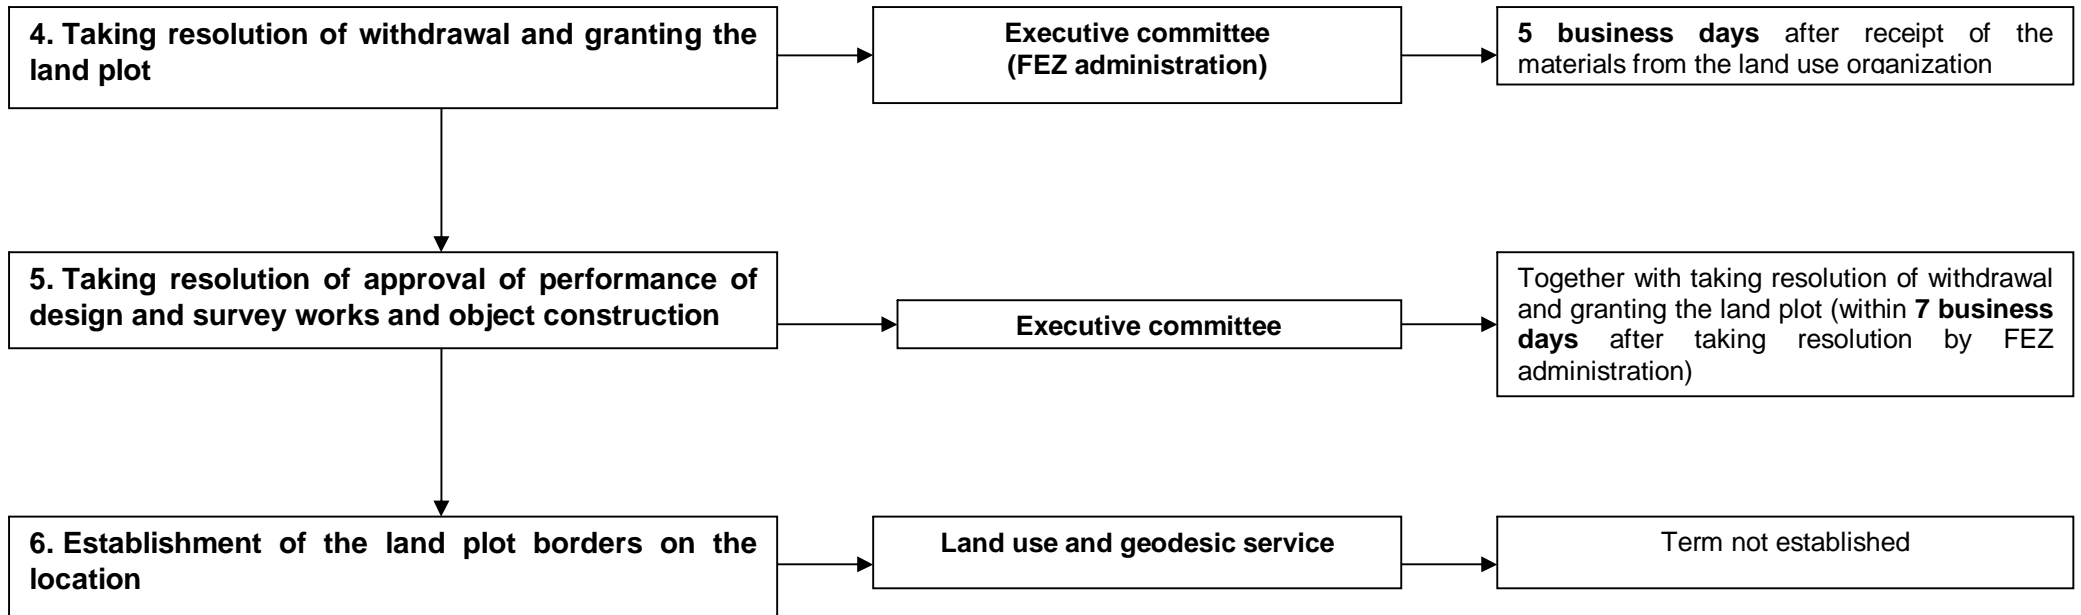 4. Taking resolution of withdrawal and granting the
land plot
Executive committee
(FEZ administration)
5 business days after receipt of the
materials from the land use organization
5. Taking resolution of approval of performance of
design and survey works and object construction
Executive committee
Together with taking resolution of withdrawal
and granting the land plot (within 7 business
days after taking resolution by FEZ
administration)
6. Establishment of the land plot borders on the
location
Land use and geodesic service
Term not established